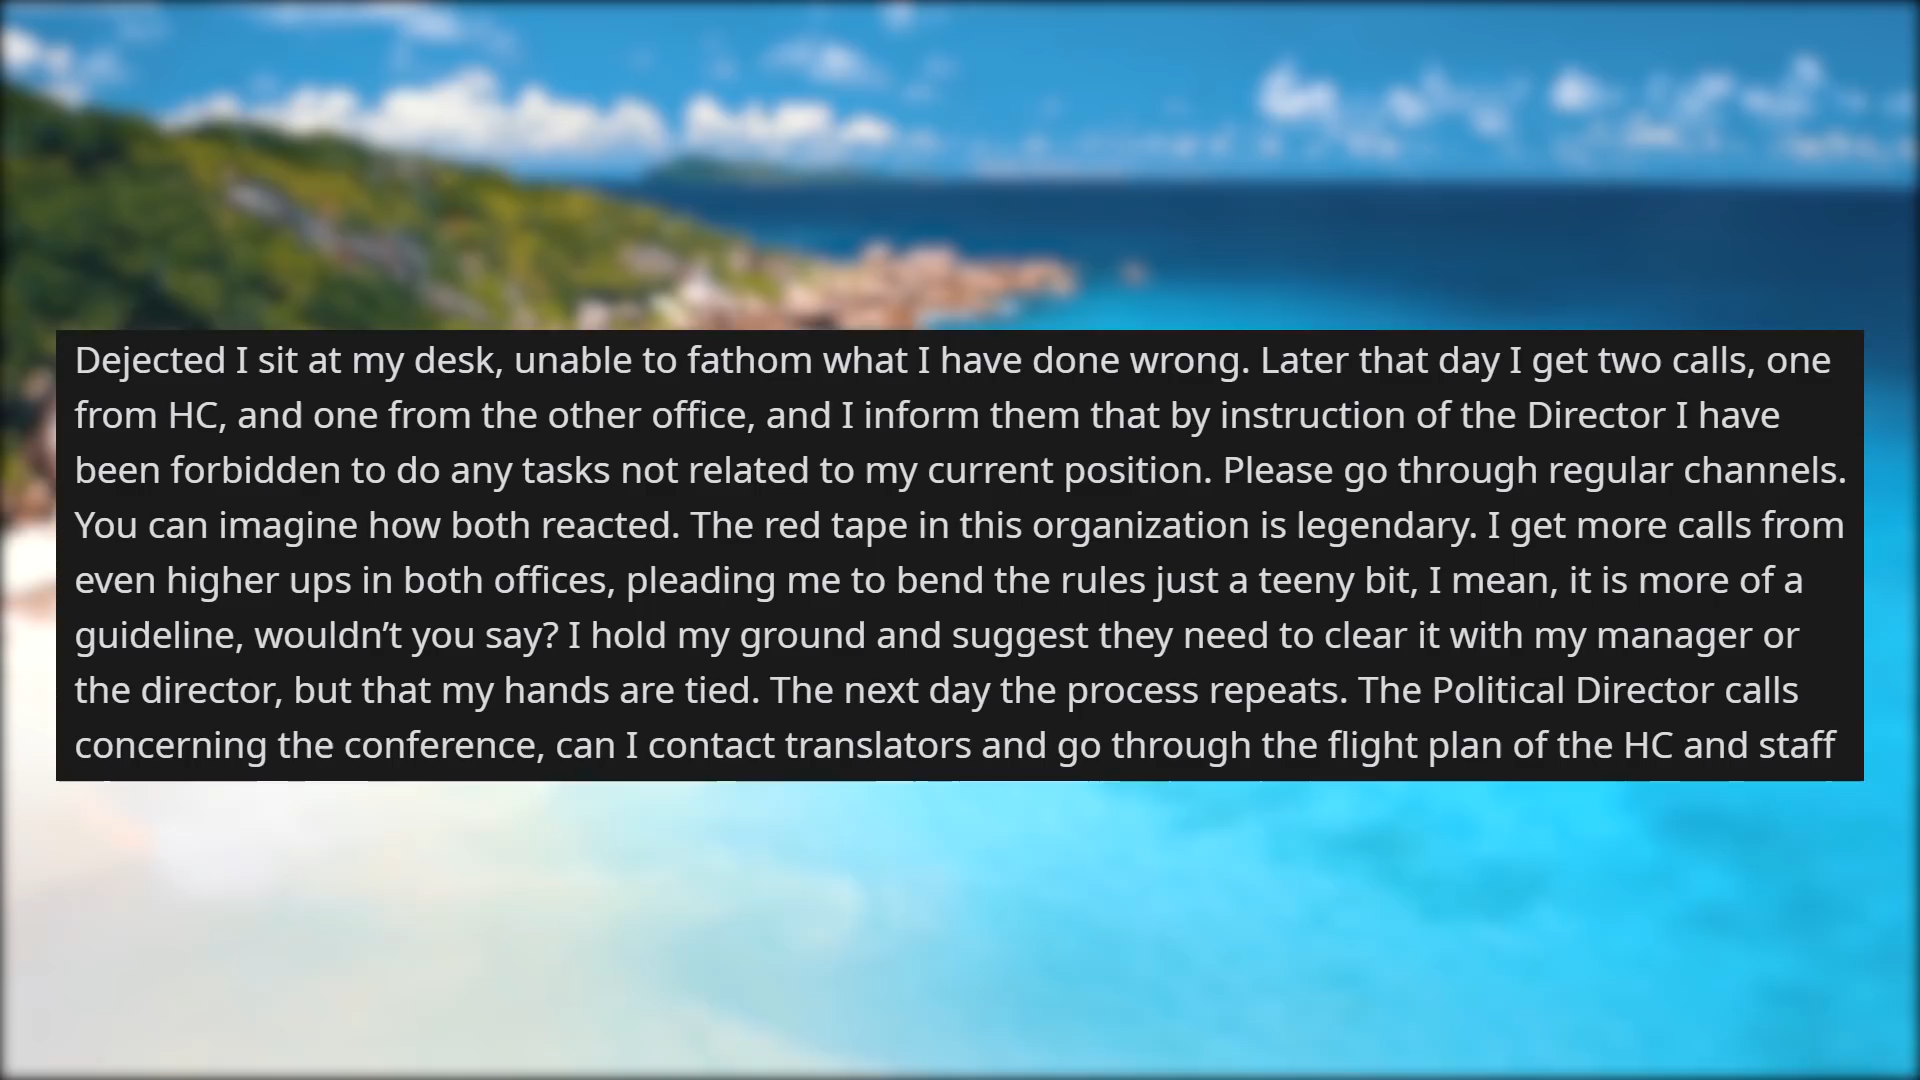 Dejected I sit at my desk, unable to fathom what I have done wrong. Later that day I get two calls, one
from HC, and one from the other office, and I inform them that by instruction of the Director I have
been forbidden to do any tasks not related to my current position. Please go through regular channels.
You can imagine how both reacted. The red tape in this organization is legendary. I get more calls from
even higher ups in both offices, pleading me to bend the rules just a teeny bit, I mean, it is more of a
guideline, wouldn’t you say? I hold my ground and suggest they need to clear it with my manager or
the director, but that my hands are tied. The next day the process repeats. The Political Director calls
concerning the conference, can I contact translators and go through the flight plan of the HC and staff